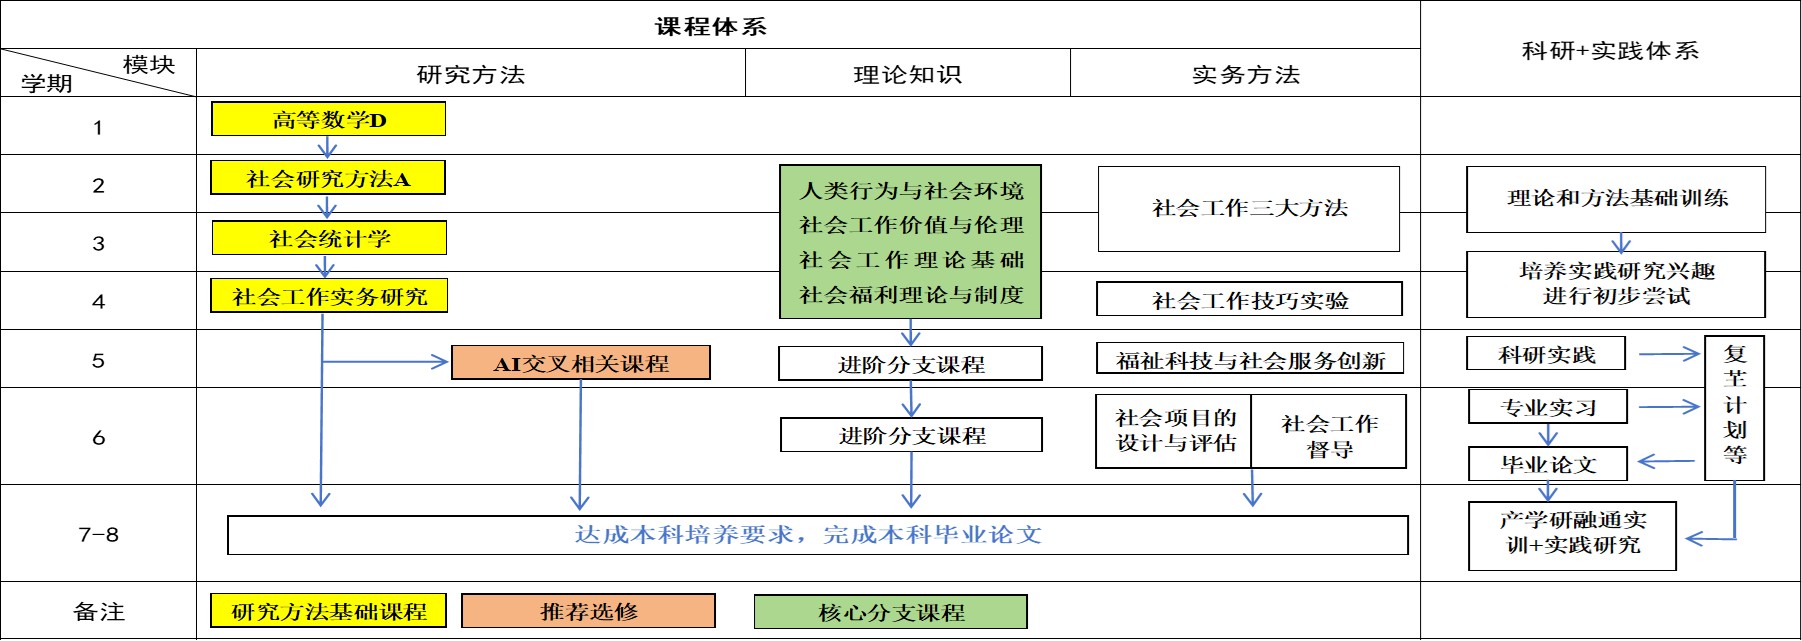 课程体系
科研+实践体系
模块
学期
研究方法
理论知识
实务方法
1
高等数学D
2
社会研究方法A
人类行为与社会环境
社会工作价值与伦理
社会工作理论基础
社会福利理论与制度
社会工作三大方法
理论和方法基础训练
3
社会统计学
培养实践研究兴趣
进行初步尝试
4
社会工作实务研究
社会工作技巧实验
5
AI交叉相关课程
进阶分支课程
福祉科技与社会服务创新
科研实践
复
芏
计
划
等
6
进阶分支课程
社会项目的
设计与评估
社会工作
督导
专业实习
毕业论文
7-8
达成本科培养要求，完成本科毕业论文
产学研融通实
训+实践研究
备注
研究方法基础课程
推荐选修
核心分支课程